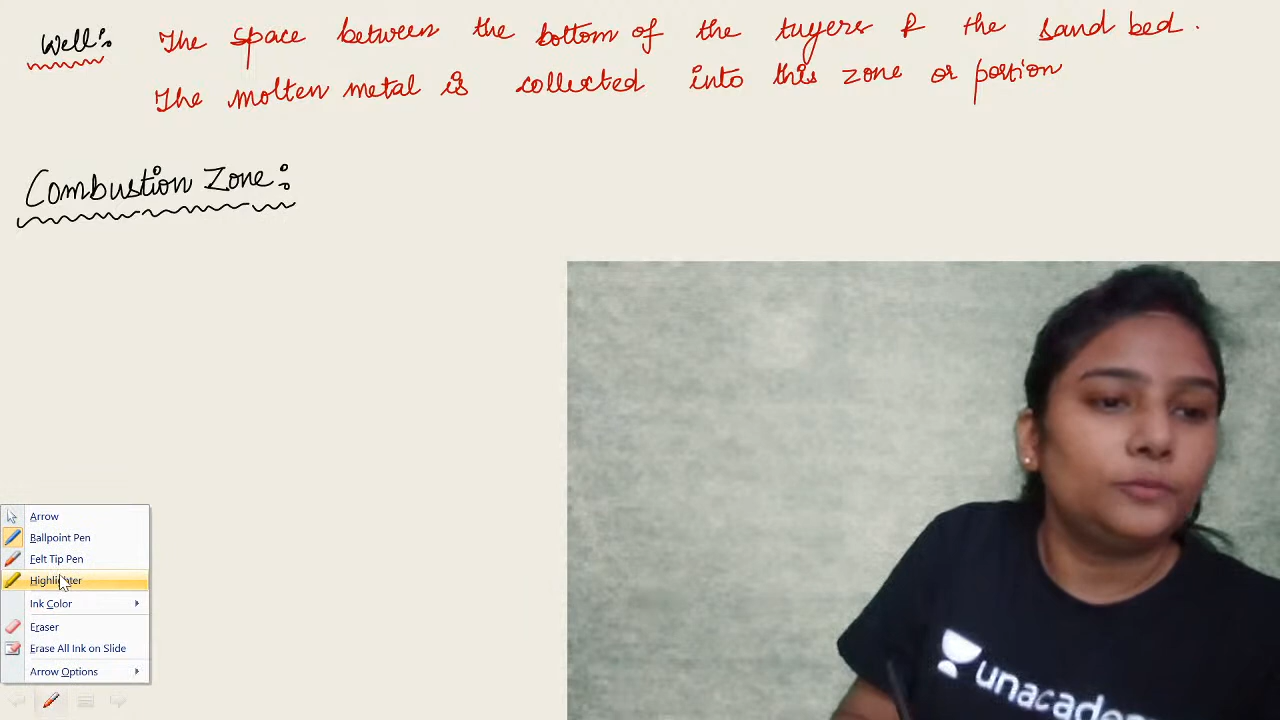 Well:
The space between the bottom of the tuyers & the sand bed.
The molten metal is collected into this zone or portion
Combustion Zone:
Arrow
Ballpoint Pen
Felt Tip Pen
Highlighter
Ink Color
Eraser
Erase All Ink on Slide
Arrow Options
unacade